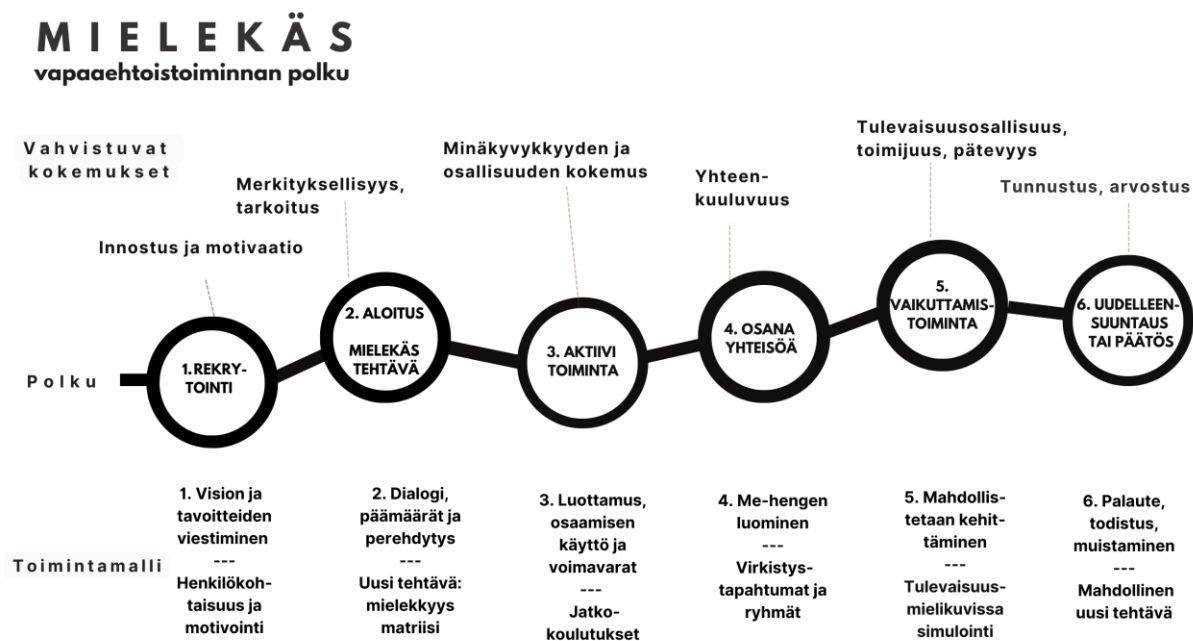 MIELEKÄS
vapaaehtoistoiminnan polku
Vahvistuvat
kokemukset
Innostus ja motivaatio
Merkityksellisyys,
tarkoitus
Minäkyvykkyyden ja
osallisuuden kokemus
Yhteen-
kuuluvuus
Tulevaisuusosallisuus,
toimijuus, pätevyys
Tunnustus, arvostus
Polku
1.REKRY-
TOINTI
2. ALOITUS
MIELEKÄS
TEHTÄVÄ
3. AKTIIVI
TOIMINTA
4. OSANA
YHTEISÖÄ
5.
VAIKUTTAMIS-
TOIMINTA
6. UUDELLEEN-
SUUNTAUS
TAI PÄÄTÖS
Toimintamalli
1. Vision ja
tavoitteiden
viestiminen
---
Henkilökoh-
taisuus ja
motivointi
2. Dialogi,
päämäärät ja
perehdytys
---
Uusi tehtävä:
mielekkyys
matriisi
3. Luottamus,
osaamisen
käyttö ja
voimavarat
---
Jatko-
koulutukset
4. Me-hengen
luominen
---
Virkistys-
tapahtumat ja
ryhmät
5. Mahdollis-
tetaan kehit-
täminen
---
Tulevaisuus-
mielikuvissa
simulointi
6. Palaute,
todistus,
muistaminen
---
Mahdollinen
uusi tehtävä